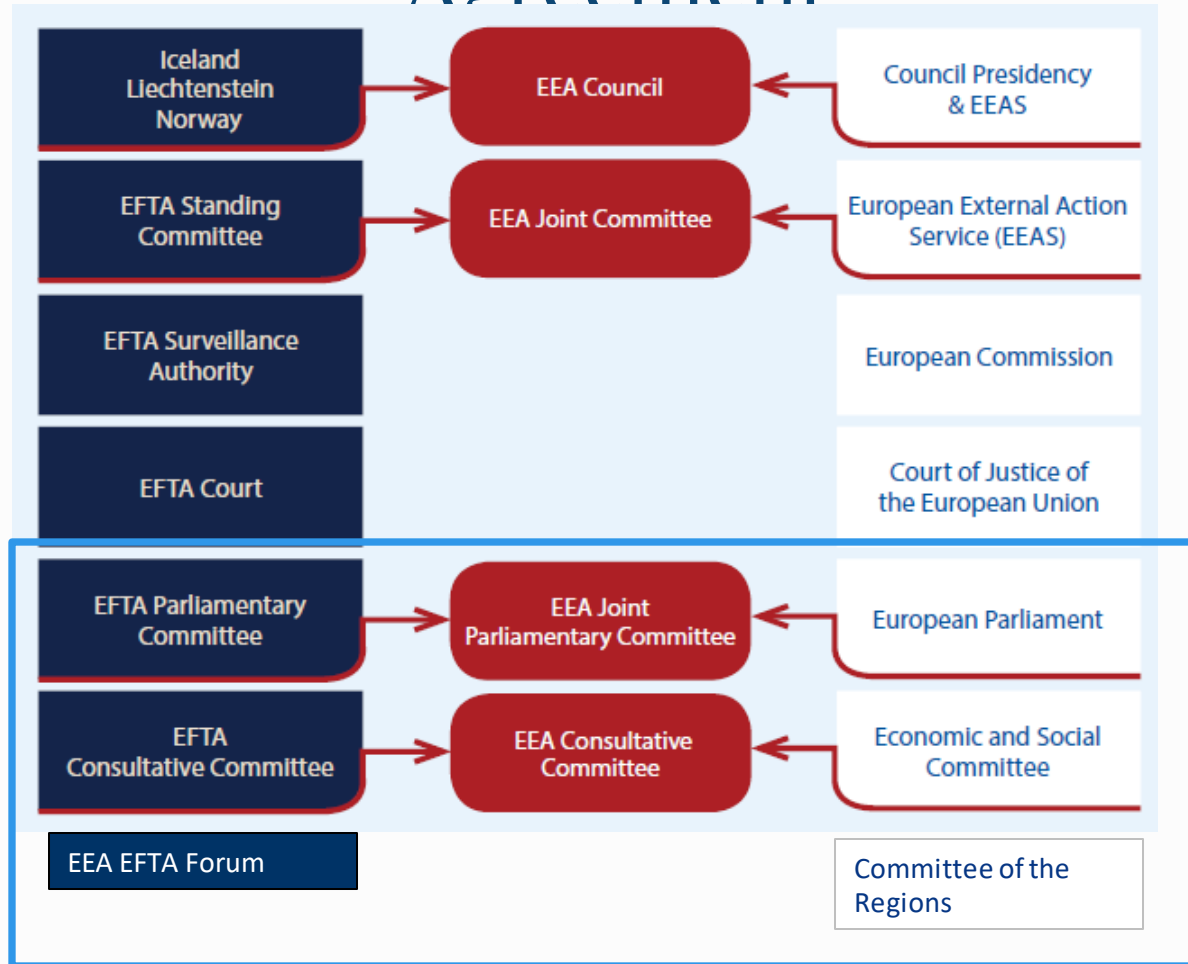 Iceland
Liechtenstein
Norway
EEA Council
Council Presidency
& EEAS
EFTA Standing
Committee
EEA Joint Committee
European External Action
Service (EEAS)
EFTA Surveillance
Authority
European Commission
EFTA Court
Court of Justice of
the European Union
EFTA Parliamentary
Committee
EEA Joint
Parliamentary Committee
European Parliament
EFTA
Consultative Committee
EEA Consultative
Committee
Economic and Social
Committee
EEA EFTA Forum
Committee of the
Regions